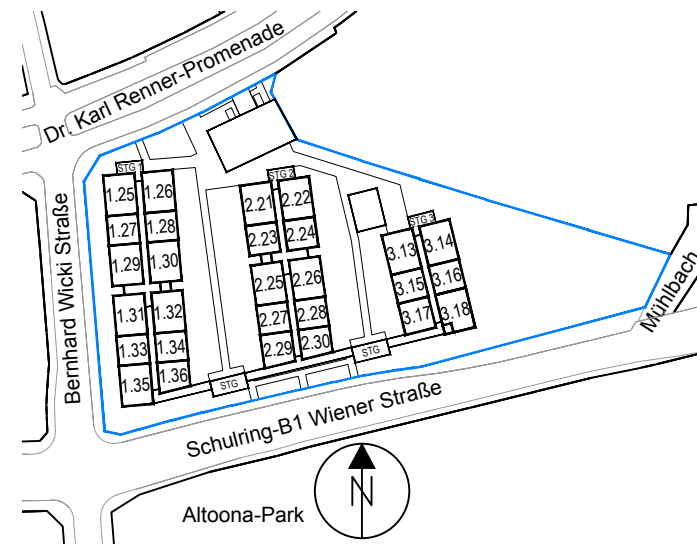 Dr. Karl Renner-Promenade
STG 1
STG 2
STG 3
1.25 1.26
1.27 1.28
1.29 1.30
1.31 1.32
1.33 1.34
1.35 1.36
2.21 2.22
2.23 2.24
2.25 2.26
2.27 2.28
2.29 2.30
3.13 3.14
3.15 3.16
3.17 3.18
STG
STG
Bernhard Wicki Straße
Mühlbach
Schulring-B1 Wiener Straße
Altoona-Park
N